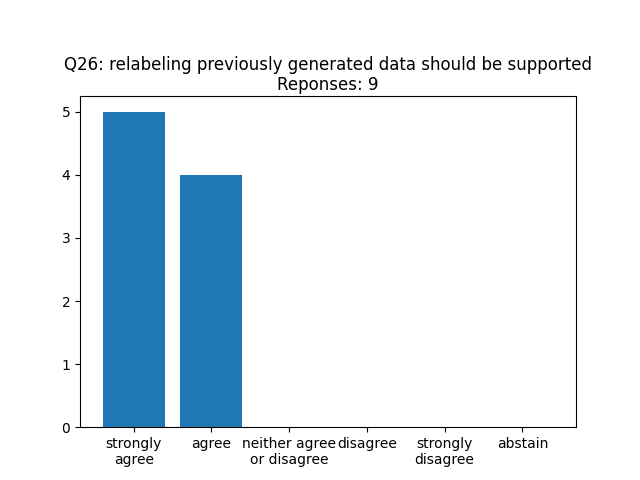 Q26: relabeling previously generated data should be supported
Reponses: 9
5
4
3
2
1
0
strongly
agree
agree
neither agree
or disagree
disagree
strongly
disagree
abstain